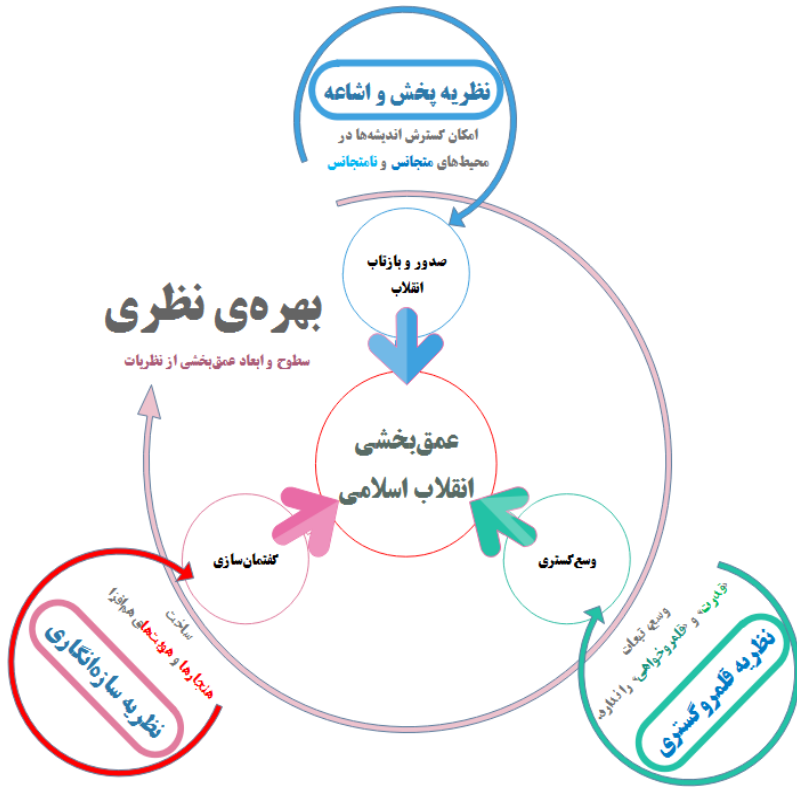 نظریه پخش و اشاعه
امکان گسترش اندیشه‌ها در
محیط‌های متجانس و نامتجانس
صدور و بازتاب
انقلاب
بهره‌ی نظری
سطوح و ابعاد عمق‌بخشی از نظریات
عمق‌بخشی
انقلاب اسلامی
گفتمان‌سازی
وسع‌گستری
ساخت
هنجارها و هویت‌های هم‌افزا
نظریه سازه‌انگاری
وسع، تبعات
«قدرت» و «قلمروخواهی» را ندارد.
نظریه قلمروگستری